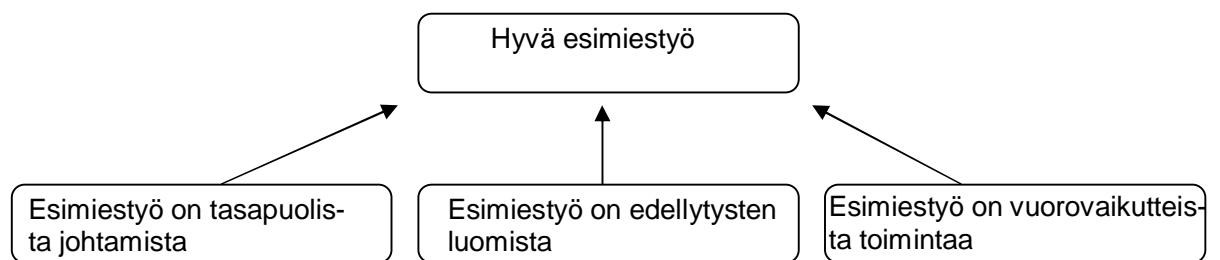 Hyvä esimiestyö
Esimiestyö on tasapuolis-
ta johtamista
Esimiestyö on edellytysten
luomista
Esimiestyö on vuorovaikutteis-
ta toimintaa